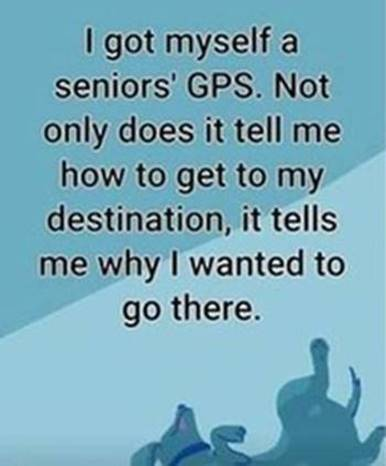 I got myself a
seniors' GPS. Not
only does it tell me
how to get to my
destination, it tells
me why I wanted to
go there.